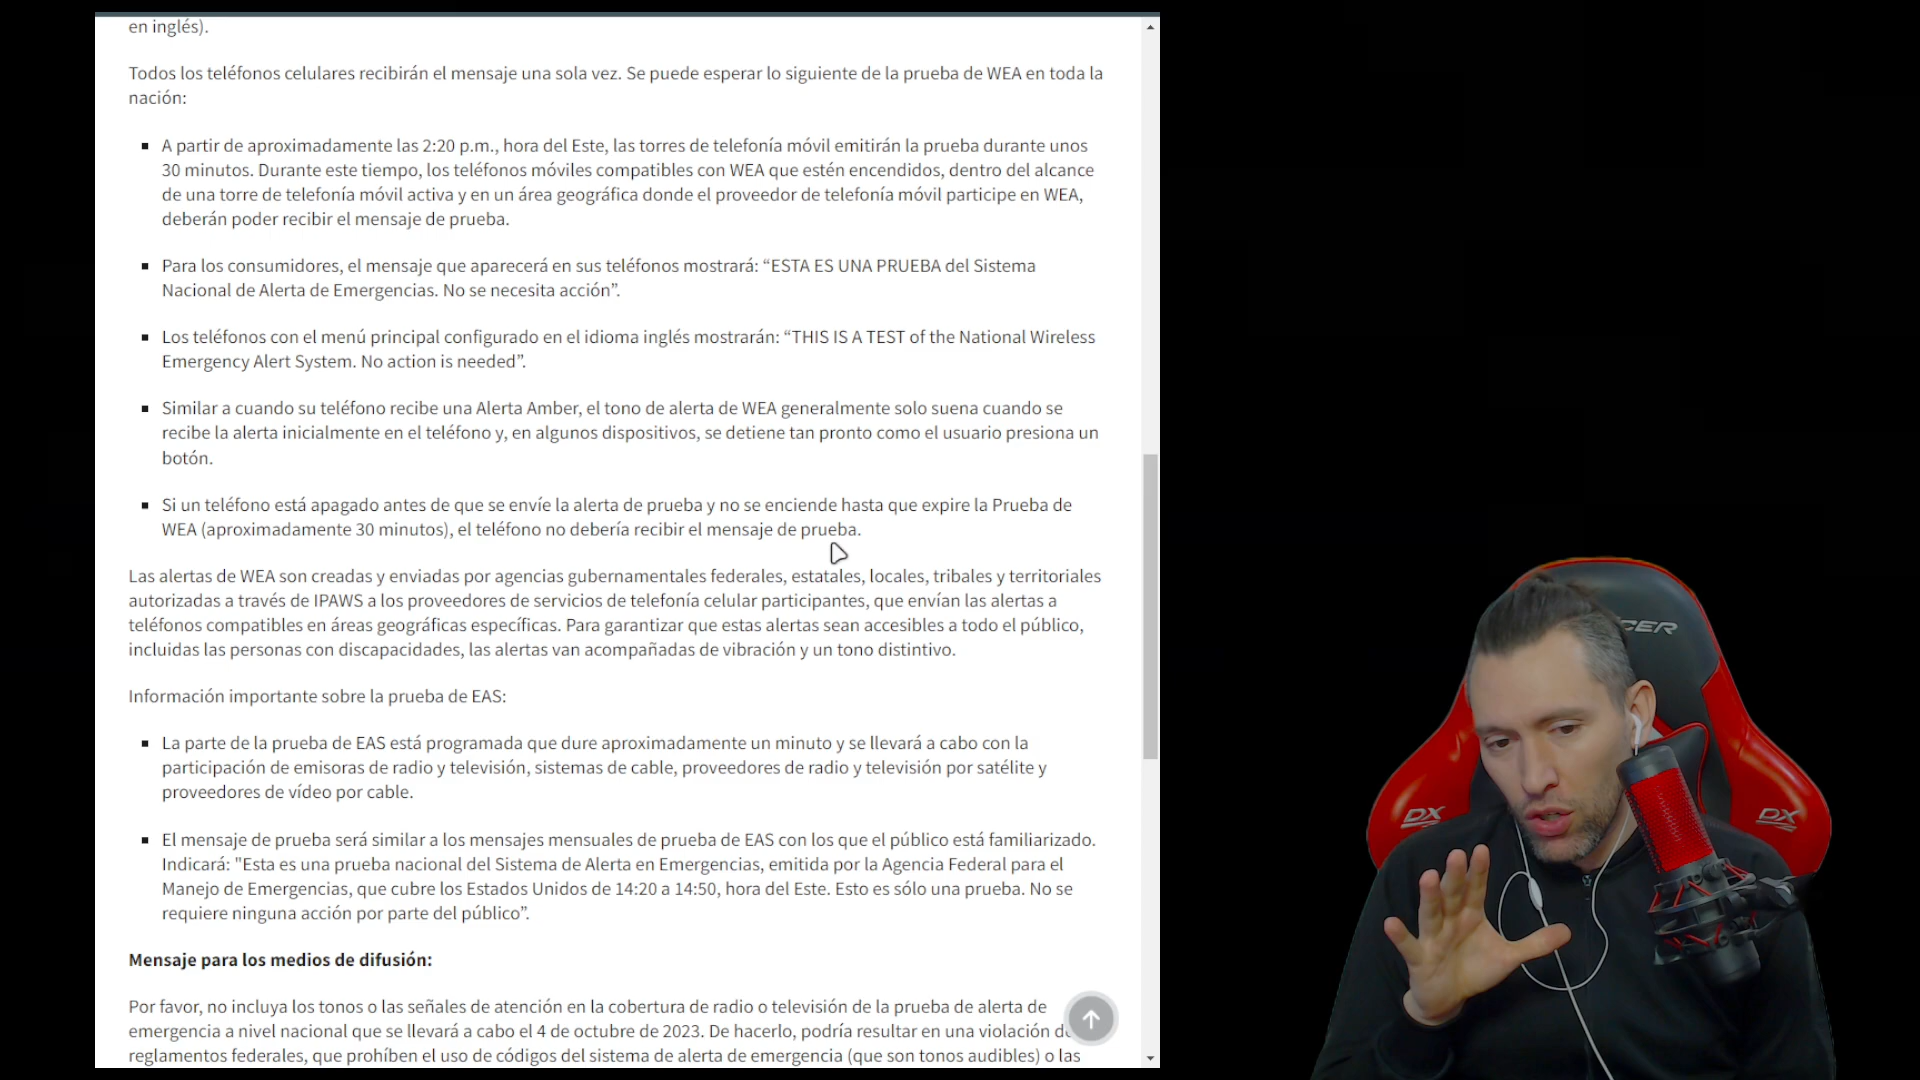 en inglés).
Todos los teléfonos celulares recibirán el mensaje una sola vez. Se puede esperar lo siguiente de la prueba de WEA en toda la
nación:
A partir de aproximadamente las 2:20 p.m., hora del Este, las torres de telefonía móvil emitirán la prueba durante unos
30 minutos. Durante este tiempo, los teléfonos móviles compatibles con WEA que estén encendidos, dentro del alcance
de una torre de telefonía móvil activa y en un área geográfica donde el proveedor de telefonía móvil participe en WEA,
deberán poder recibir el mensaje de prueba.
Para los consumidores, el mensaje que aparecerá en sus teléfonos mostrará: “ESTA ES UNA PRUEBA del Sistema
Nacional de Alerta de Emergencias. No se necesita acción”.
Los teléfonos con el menú principal configurado en el idioma inglés mostrarán: “THIS IS A TEST of the National Wireless
Emergency Alert System. No action is needed”.
Similar a cuando su teléfono recibe una Alerta Amber, el tono de alerta de WEA generalmente solo suena cuando se
recibe la alerta inicialmente en el teléfono y, en algunos dispositivos, se detiene tan pronto como el usuario presiona un
botón.
Si un teléfono está apagado antes de que se envíe la alerta de prueba y no se enciende hasta que expire la Prueba de
WEA (aproximadamente 30 minutos), el teléfono no debería recibir el mensaje de prueba.
Las alertas de WEA son creadas y enviadas por agencias gubernamentales federales, estatales, locales, tribales y territoriales
autorizadas a través de IPAWS a los proveedores de servicios de telefonía celular participantes, que envían las alertas a
teléfonos compatibles en áreas geográficas específicas. Para garantizar que estas alertas sean accesibles a todo el público,
incluidas las personas con discapacidades, las alertas van acompañadas de vibración y un tono distintivo.
Información importante sobre la prueba de EAS:
La parte de la prueba de EAS está programada que dure aproximadamente un minuto y se llevará a cabo con la
participación de emisoras de radio y televisión, sistemas de cable, proveedores de radio y televisión por satélite y
proveedores de vídeo por cable.
El mensaje de prueba será similar a los mensajes mensuales de prueba de EAS con los que el público está familiarizado.
Indicará: "Esta es una prueba nacional del Sistema de Alerta en Emergencias, emitida por la Agencia Federal para el
Manejo de Emergencias, que cubre los Estados Unidos de 14:20 a 14:50, hora del Este. Esto es sólo una prueba. No se
requiere ninguna acción por parte del público”.
Mensaje para los medios de difusión:
Por favor, no incluya los tonos o las señales de atención en la cobertura de radio o televisión de la prueba de alerta de
emergencia a nivel nacional que se llevará a cabo el 4 de octubre de 2023. De hacerlo, podría resultar en una violación
reglamentos federales, que prohíben el uso de códigos del sistema de alerta de emergencia (que son tonos audibles) o las
CER
DX
DX